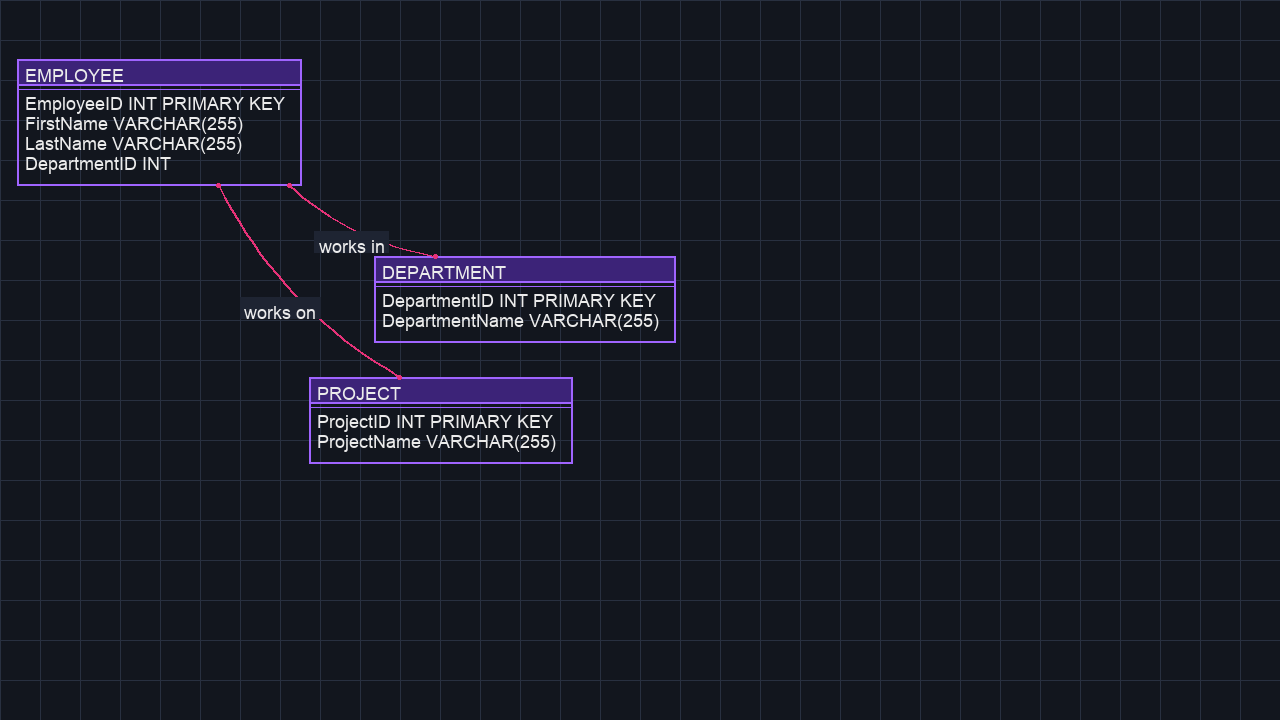 EMPLOYEE
EmployeeID INT PRIMARY KEY
FirstName VARCHAR(255)
LastName VARCHAR(255)
DepartmentID INT
works in
DEPARTMENT
DepartmentID INT PRIMARY KEY
DepartmentName VARCHAR(255)
works on
PROJECT
ProjectID INT PRIMARY KEY
ProjectName VARCHAR(255)